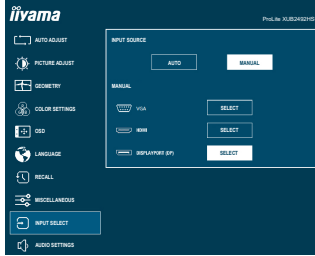 iiyama
ProLite XUB2492HS
AUTO ADJUST
PICTURE ADJUST
GEOMETRY
COLOR SETTINGS
OSD
LANGUAGE
RECALL
MISCELLANEOUS
INPUT SELECT
AUDIO SETTINGS
INPUT SOURCE
AUTO MANUAL
MANUAL
VGA SELECT
HDMI SELECT
DISPLAYPORT (DP) SELECT